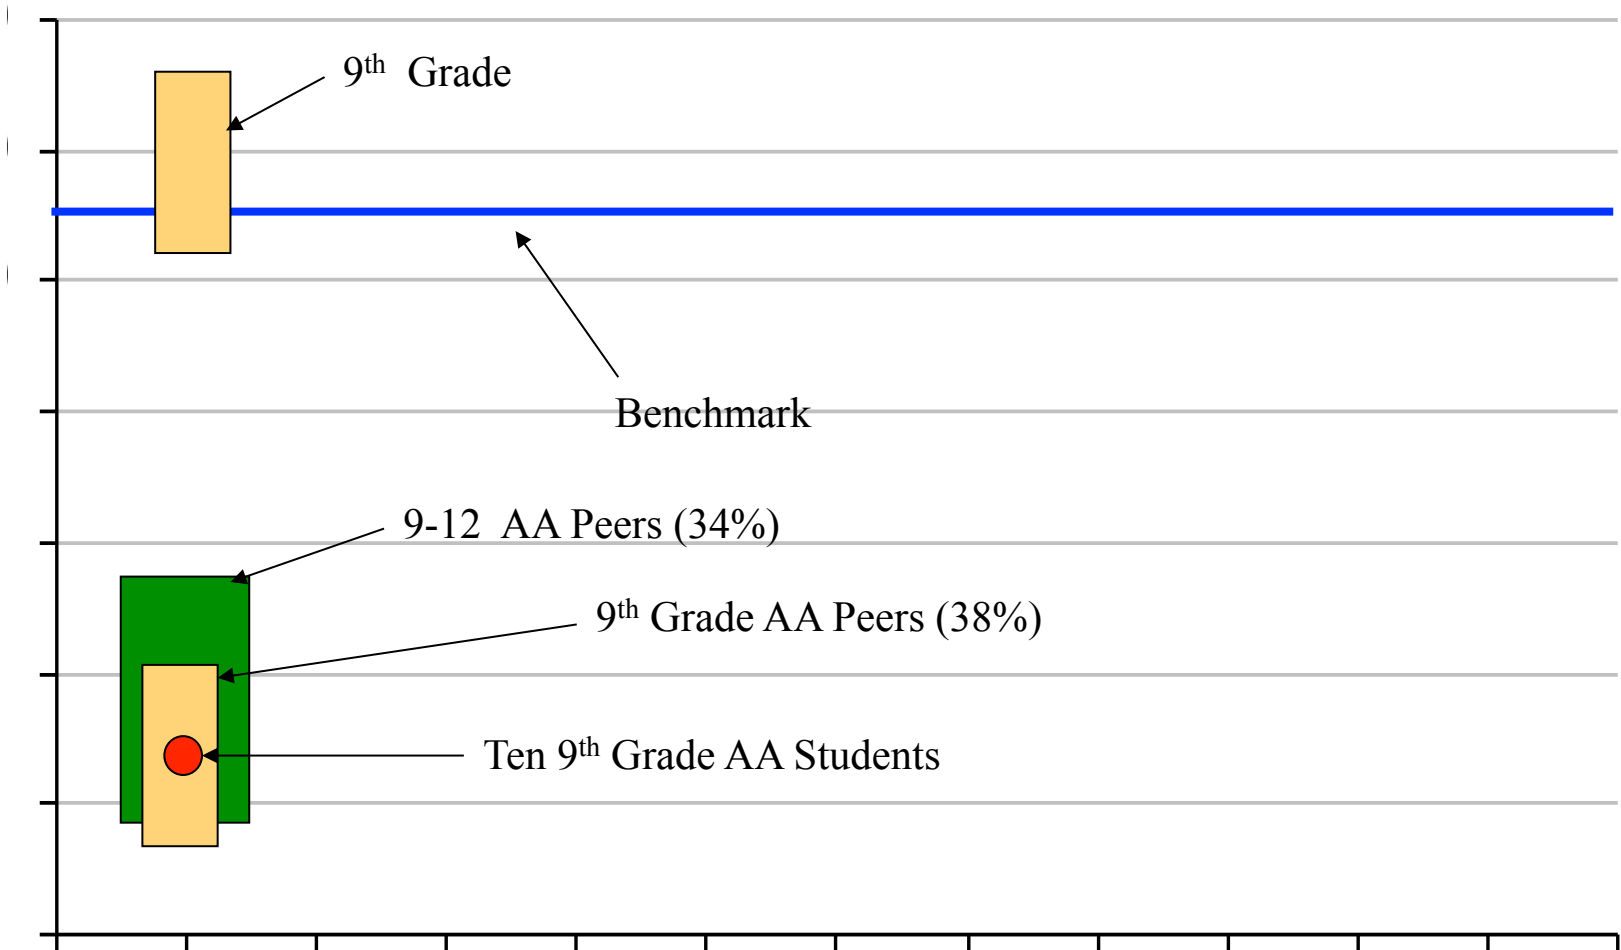 9th Grade
Benchmark
9-12 AA Peers (34%)
9th Grade AA Peers (38%)
Ten 9th Grade AA Students